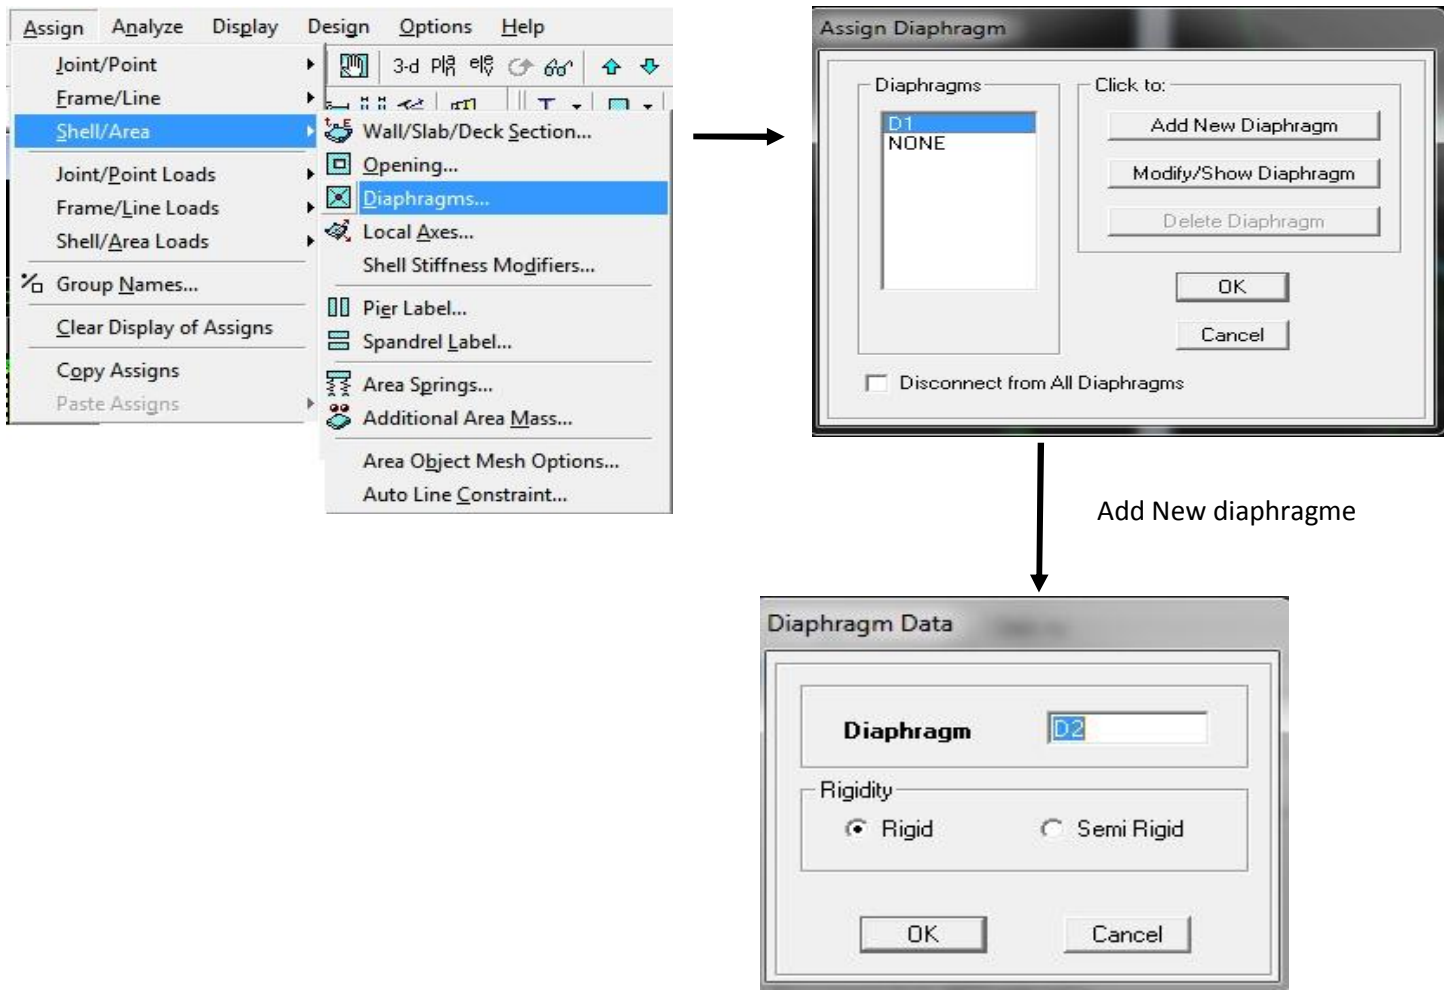 Assign Analyze Display Design Options Help
Joint/Point
Frame/Line
Shell/Area
Joint/Point Loads
Frame/Line Loads
Shell/Area Loads
Group Names...
Clear Display of Assigns
Copy Assigns
Paste Assigns
3-d
Wall/Slab/Deck Section...
Opening...
Diaphragms...
Local Axes...
Shell Stiffness Modifiers...
Pier Label...
Spandrel Label...
Area Springs...
Additional Area Mass...
Area Object Mesh Options...
Auto Line Constraint...
Assign Diaphragm
Diaphragms
D1
NONE
Click to:
Add New Diaphragm
Modify/Show Diaphragm
Delete Diaphragm
OK
Cancel
Disconnect from All Diaphragms
Add New diaphragme
Diaphragm Data
Diaphragm D2
Rigidity
Rigid Semi Rigid
OK Cancel